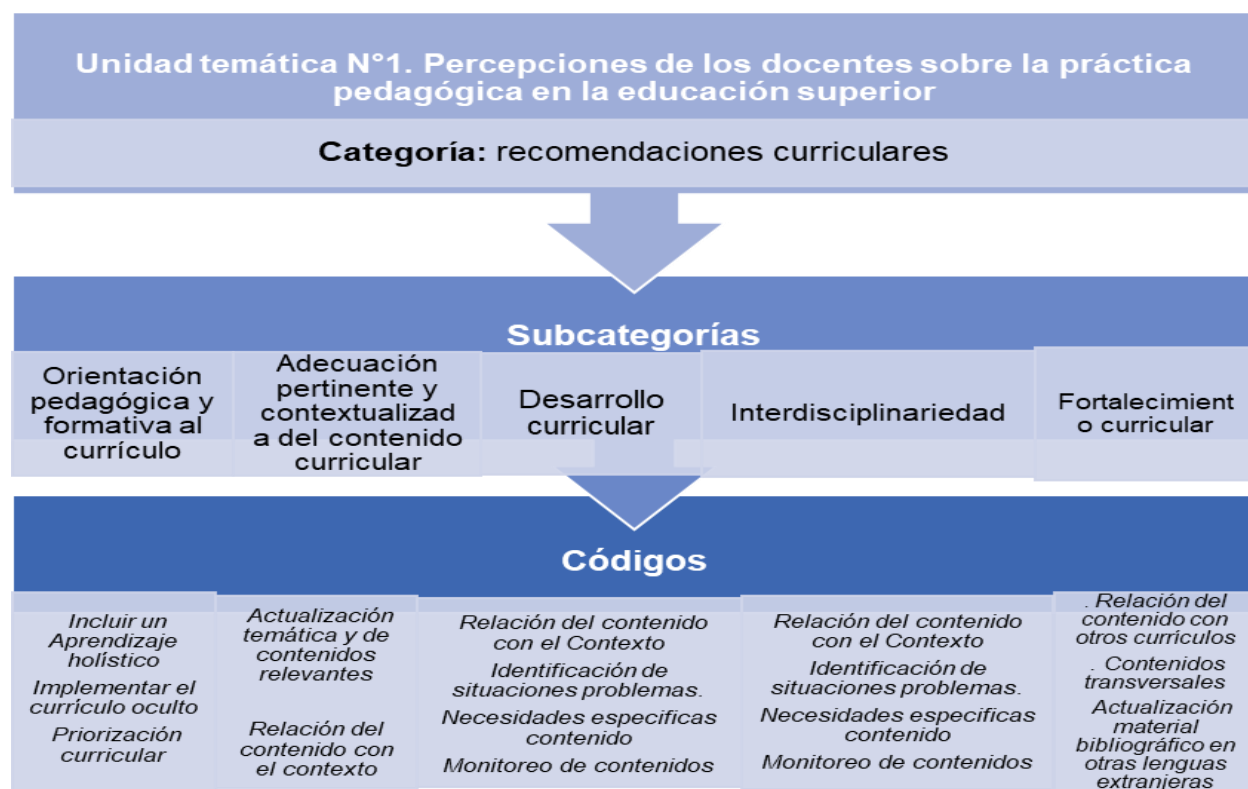 Unidad temática N°1. Percepciones de los docentes sobre la práctica
pedagógica en la educación superior
Categoría: recomendaciones curriculares
Subcategorías
Orientación
pedagógica y
formativa al
currículo
Adecuación
pertinente y
contextualizad
a del contenido
curricular
Desarrollo
curricular
Interdisciplinariedad
Fortalecimient
o curricular
Códigos
Incluir un
Aprendizaje
holístico
Implementar el
currículo oculto
Priorización
curricular
Actualización
temática y de
contenidos
relevantes
Relación del
contenido con
el contexto
Relación del contenido
con el Contexto
Identificación de
situaciones problemas.
Necesidades especificas
contenido
Monitoreo de contenidos
Relación del contenido
con el Contexto
Identificación de
situaciones problemas.
Necesidades especificas
contenido
Monitoreo de contenidos
. Relación del
contenido con
otros currículos
. Contenidos
transversales
Actualización
material
bibliográfico en
otras lenguas
extranjeras